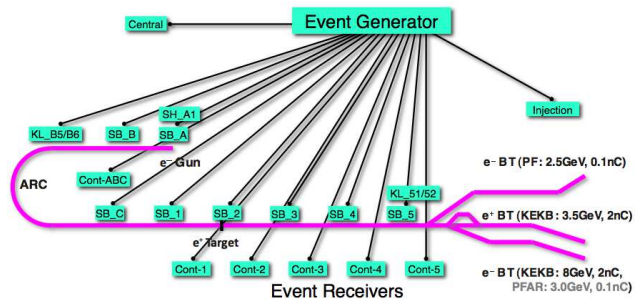 Event Generator
Central
Injection
SH_A1
KL_B5/B6
SB_B
SB_A
e⁻ Gun
Cont-ABC
ARC
e⁻ BT (PF: 2.5GeV, 0.1nC)
KL_51/52
SB_C
SB_1
SB_2
SB_3
SB_4
SB_5
e⁺ BT (KEKB: 3.5GeV, 2nC)
e⁺ Target
Cont-1
Cont-2
Cont-3
Cont-4
Cont-5
e⁻ BT (KEKB: 8GeV, 2nC,
PFAR: 3.0GeV, 0.1nC)
Event Receivers